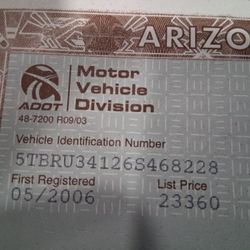 ARIZO
Motor
Vehicle
Division
ADOT
48-7200 R09/03
Vehicle Identification Number
5TBRU34126S468228
First Registered
List Price
05/2006
23360